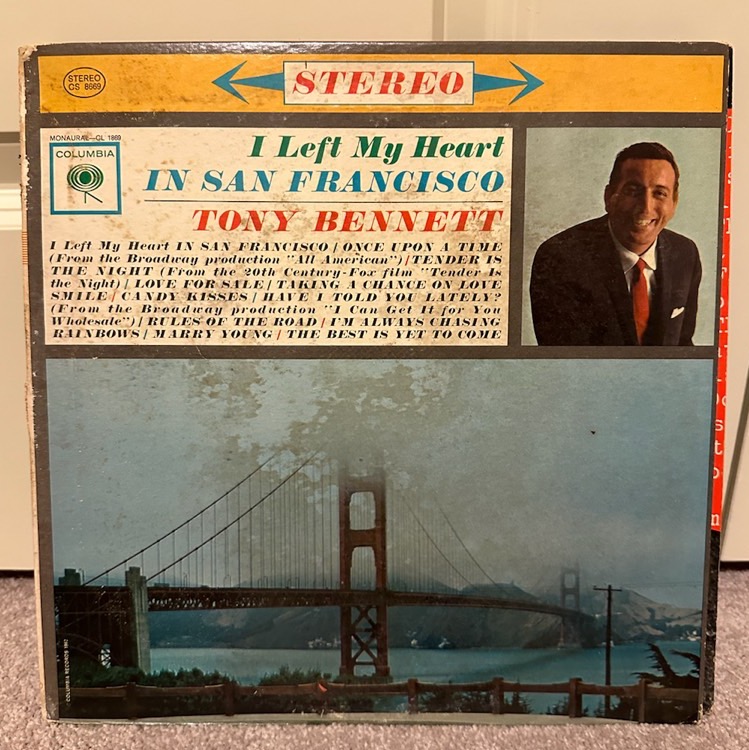 STEREO
CS 8669
STEREO
MONAURAL—CL 1869
COLUMBIA
I Left My Heart
IN SAN FRANCISCO
TONY BENNETT
I Left My Heart IN SAN FRANCISCO | ONCE UPON A TIME
(From the Broadway production "All American") | TENDER IS
THE NIGHT (From the 20th Century-Fox film "Tender Is
the Night) | LOVE FOR SALE | TAKING A CHANCE ON LOVE
SMILE | CANDY KISSES | HAVE I TOLD YOU LATELY?
(From the Broadway production "I Can Get It for You
Wholesale") | RULES OF THE ROAD | I'M ALWAYS CHASING
RAINBOWS | MARRY YOUNG | THE BEST IS YET TO COME
COLUMBIA RECORDS 1962